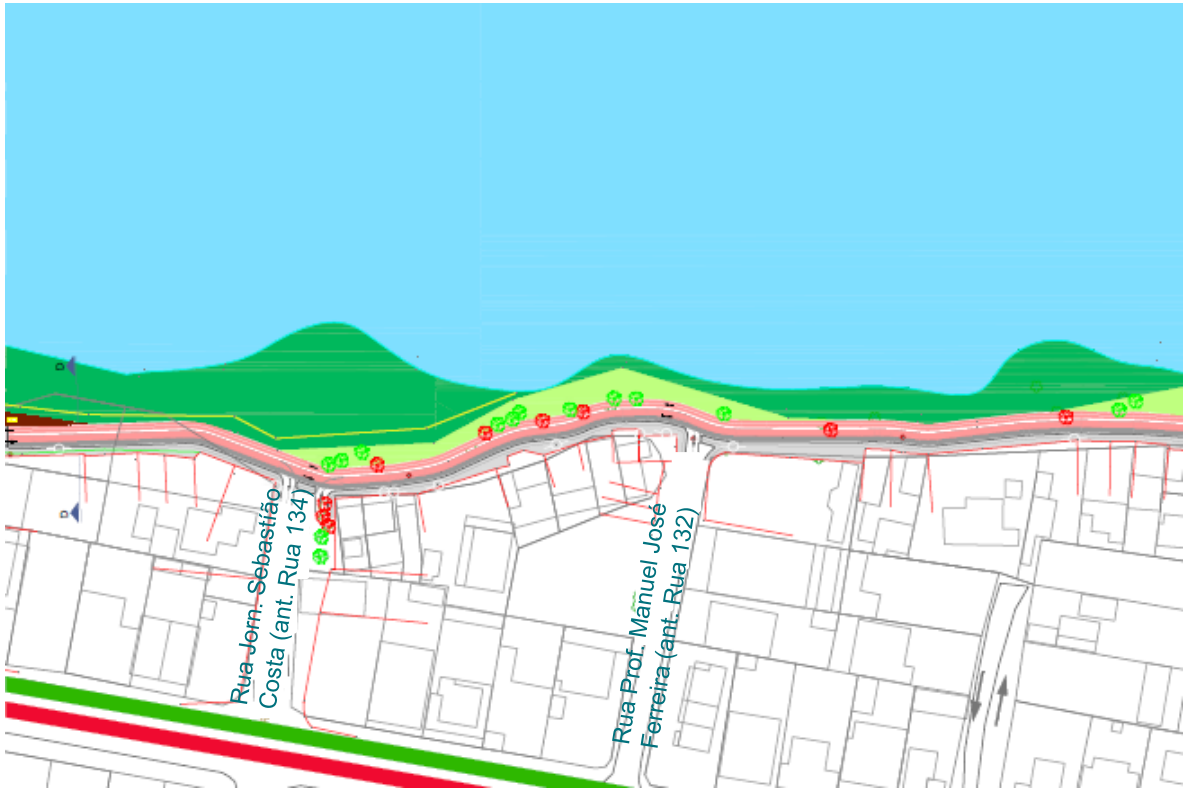 D
D
Rua Jorn. Sebastião
Costa (ant. Rua 134)
Rua Prof. Manuel José
Ferreira (ant. Rua 132)